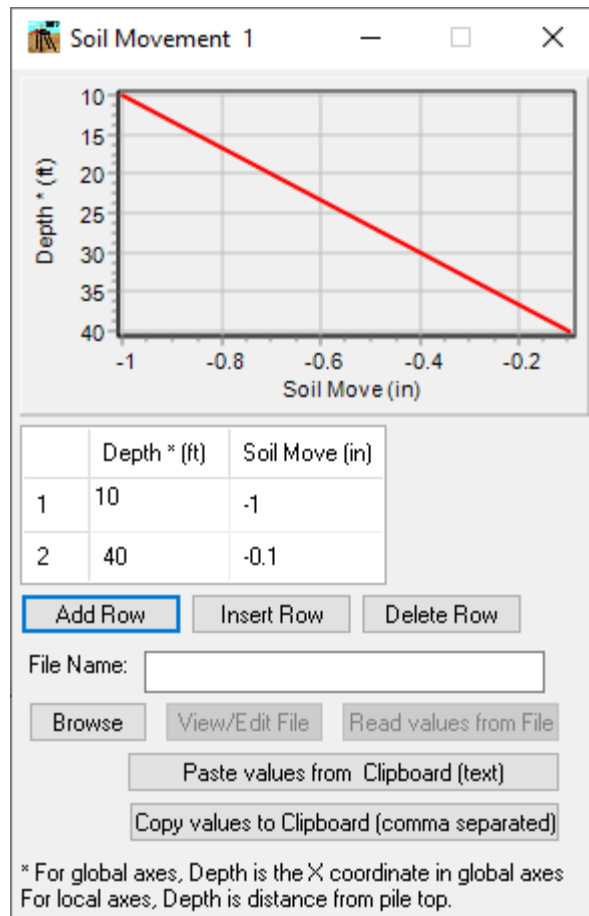 Soil Movement 1
Depth * (ft)
10
15
20
25
30
35
40
-1 -0.8 -0.6 -0.4 -0.2
Soil Move (in)
Depth * (ft) Soil Move (in)
1 10 -1
2 40 -0.1
Add Row Insert Row Delete Row
File Name:
Browse View/Edit File Read values from File
Paste values from Clipboard (text)
Copy values to Clipboard (comma separated)
* For global axes, Depth is the X coordinate in global axes
For local axes, Depth is distance from pile top.